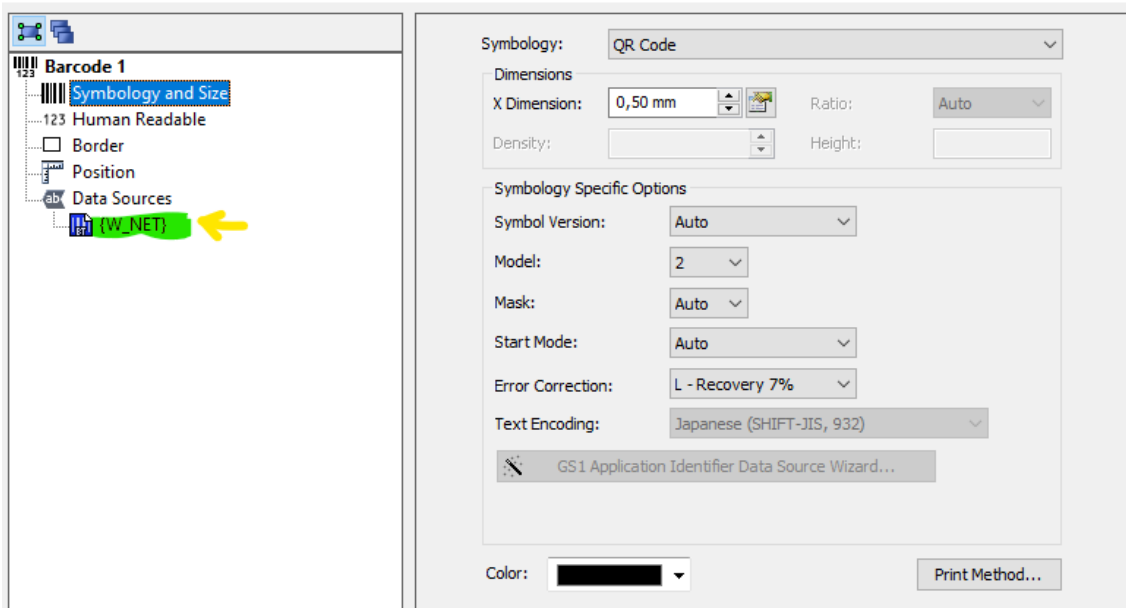 Barcode 1
Symbology and Size
123 Human Readable
Border
Position
ab Data Sources
{W_NET}
Symbology: QR Code
Dimensions
X Dimension: 0,50 mm Ratio: Auto
Density: Height:
Symbology Specific Options
Symbol Version: Auto
Model: 2
Mask: Auto
Start Mode: Auto
Error Correction: L - Recovery 7%
Text Encoding: Japanese (SHIFT-JIS, 932)
GS1 Application Identifier Data Source Wizard...
Color: Print Method...